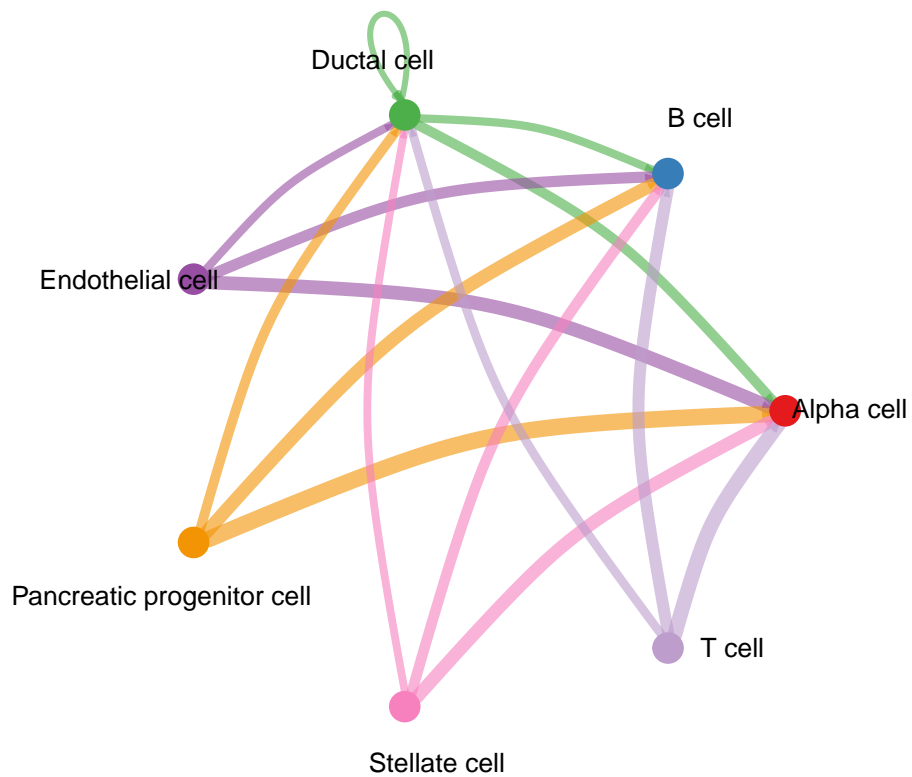 Ductal cell
B cell
Endothelial cell
Alpha cell
Pancreatic progenitor cell
T cell
Stellate cell